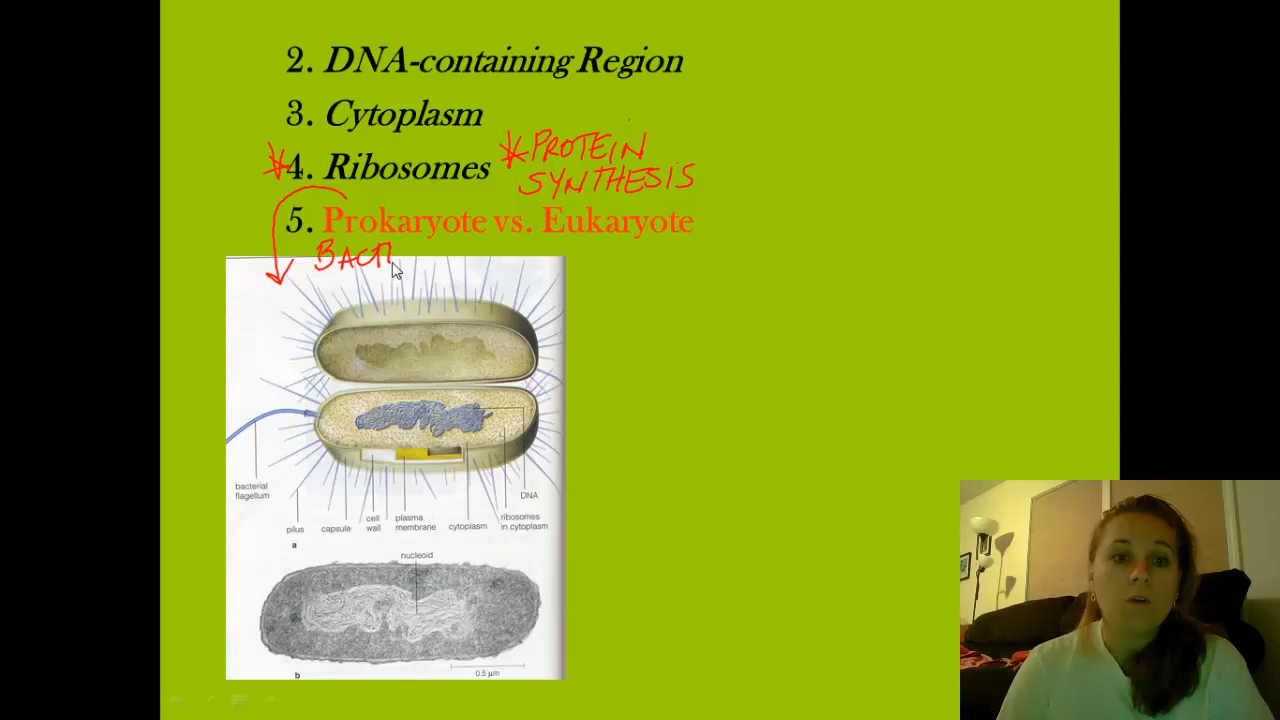 2. DNA-containing Region
3. Cytoplasm
*4. Ribosomes *PROTEIN
SYNTHESIS
5. Prokaryote vs. Eukaryote
BACT
bacterial
flagellum
pilus
capsule
cell
wall
plasma
membrane
cytoplasm
ribosomes
in cytoplasm
DNA
a
nucleoid
b
0.5 µm